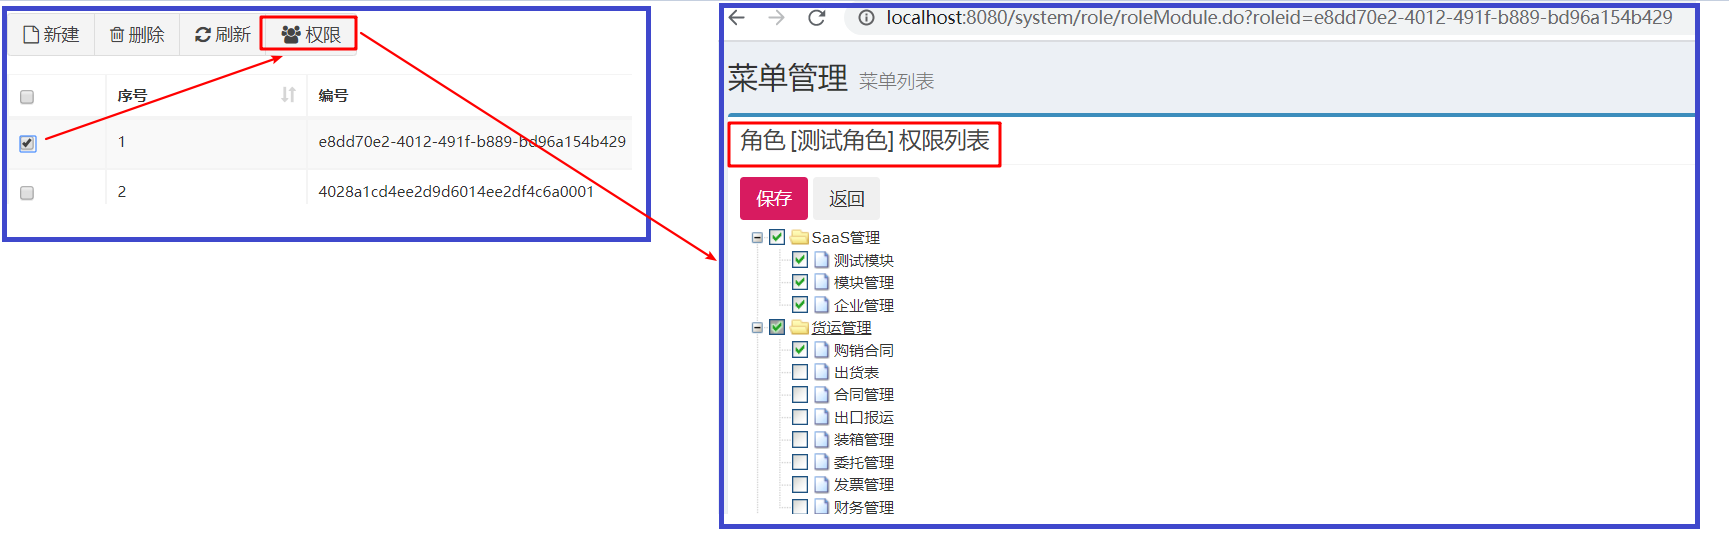 新建 删除 刷新 权限
序号 编号
1 e8dd70e2-4012-491f-b889-bd96a154b429
2 4028a1cd4ee2d9d6014ee2df4c6a0001
localhost:8080/system/role/roleModule.do?roleid=e8dd70e2-4012-491f-b889-bd96a154b429
菜单管理 菜单列表
角色 [测试角色] 权限列表
保存 返回
SaaS管理
测试模块
模块管理
企业管理
货运管理
购销合同
出货表
合同管理
出口报运
装箱管理
委托管理
发票管理
财务管理